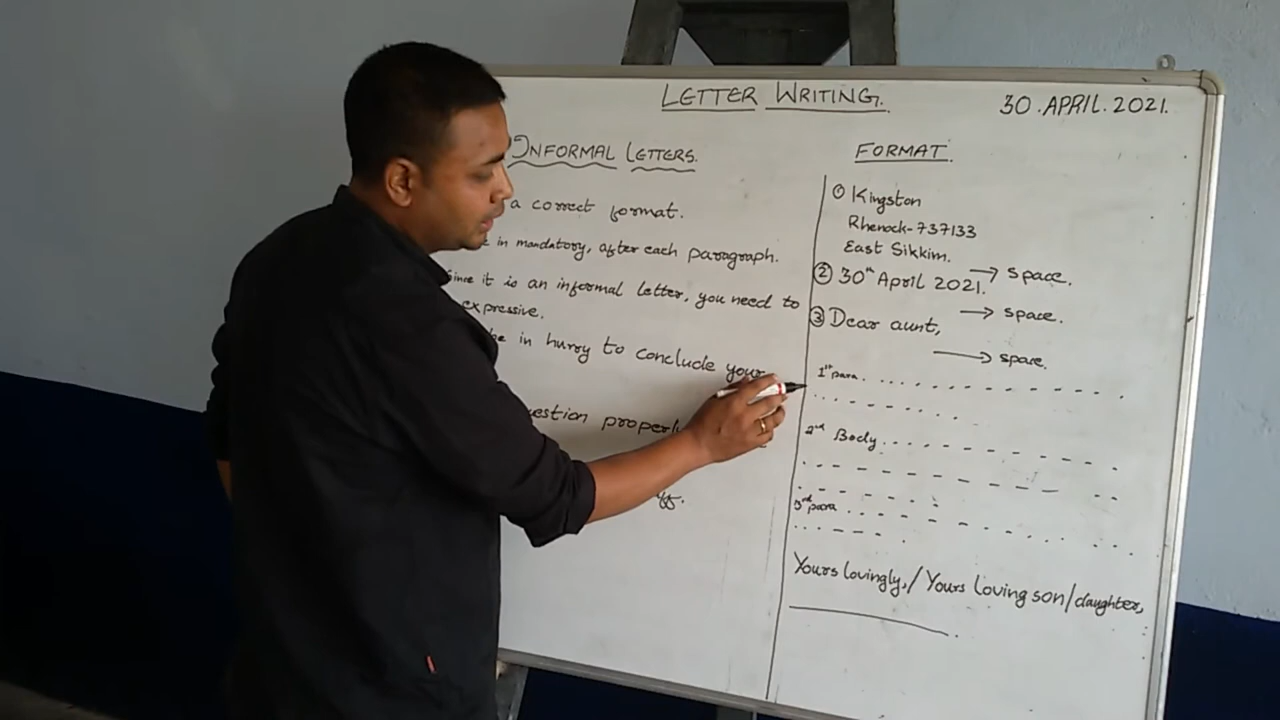 LETTER WRITING.
30.APRIL.2021.
INFORMAL LETTERS.
a correct format.
in mandatory, after each paragraph.
Since it is an informal letter, you need to
expressive.
be in hurry to conclude your
properly
FORMAT.
① Kingston
Rhenock-737133
East Sikkim.
→ space.
② 30th April 2021.
→ space.
③ Dear aunt,
→ space.
1st para. . . . . . . . . . . . . .
. . . . . . . . . .
2nd Body. . . . - - - - - - -
. - - - - - - - - - - -
. - - - - - -
3rd para . . . - - - - - - . . .
. . . - - - .
Yours lovingly,/Yours loving son/daughter,